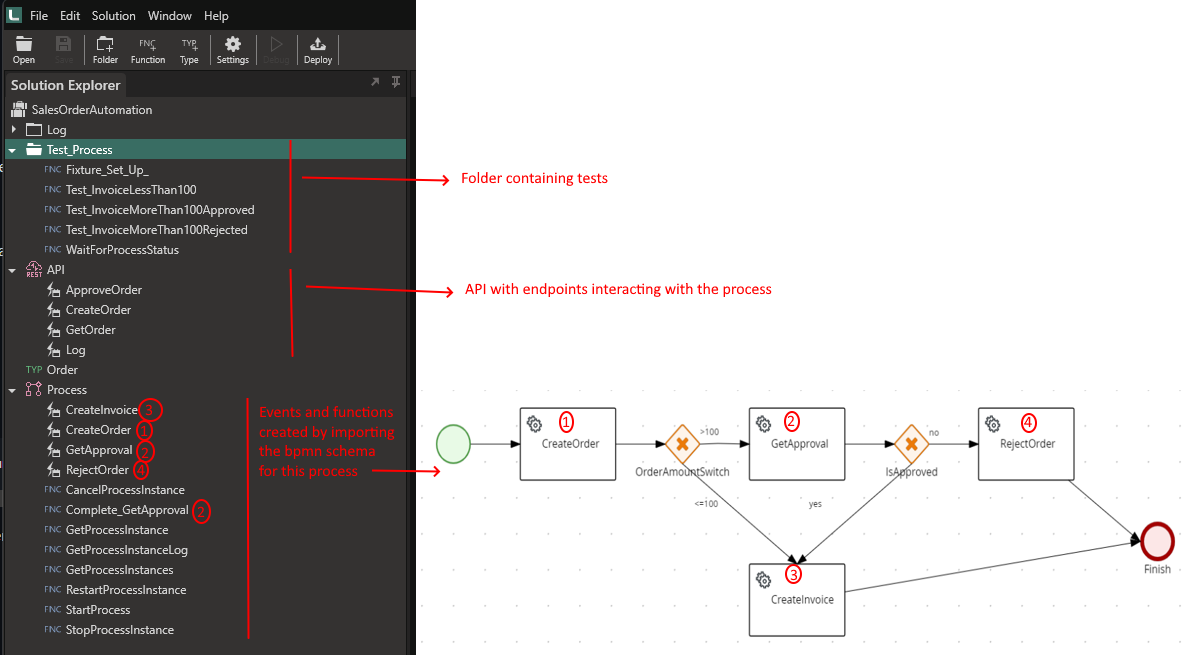 File Edit Solution Window Help
Open Save Folder Function Type Settings Debug Deploy
FNC TYP
Solution Explorer
SalesOrderAutomation
Log
Test_Process
FNC Fixture_Set_Up_
FNC Test_InvoiceLessThan100
FNC Test_InvoiceMoreThan100Approved
FNC Test_InvoiceMoreThan100Rejected
FNC WaitForProcessStatus
REST API
ApproveOrder
CreateOrder
GetOrder
Log
TYP Order
Process
CreateInvoice 3
CreateOrder 1
GetApproval 2
RejectOrder 4
FNC CancelProcessInstance
FNC Complete_GetApproval 2
FNC GetProcessInstance
FNC GetProcessInstanceLog
FNC GetProcessInstances
FNC RestartProcessInstance
FNC StartProcess
FNC StopProcessInstance
Folder containing tests
API with endpoints interacting with the process
Events and functions
created by importing
the bpmn schema
for this process
1
CreateOrder
OrderAmountSwitch
>100
<=100
2
GetApproval
IsApproved
no
yes
4
RejectOrder
3
CreateInvoice
Finish